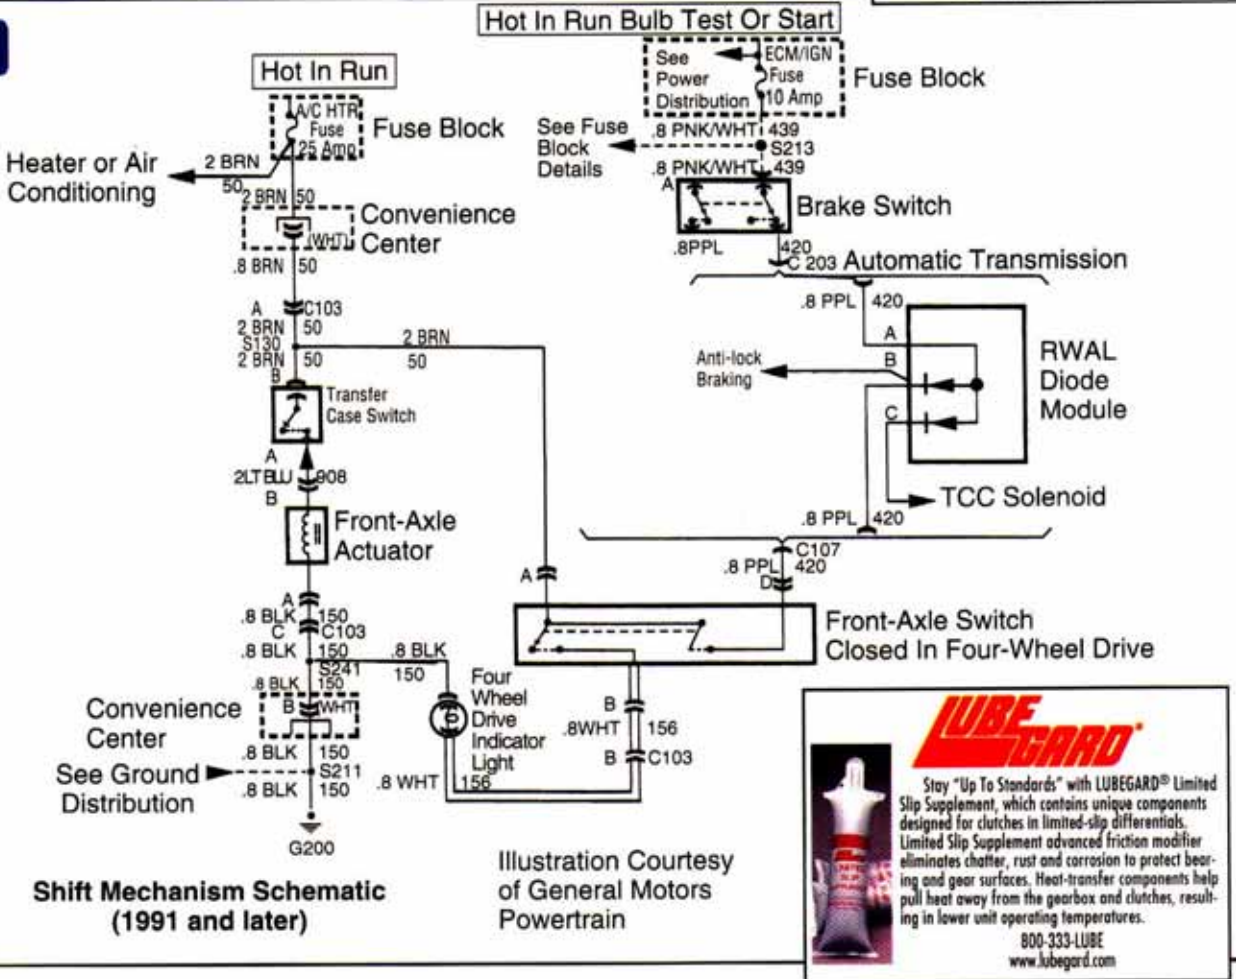 Hot In Run Bulb Test Or Start
See
Power
Distribution
ECM/IGN
Fuse
10 Amp
Fuse Block
Hot In Run
A/C HTR
Fuse
25 Amp
Fuse Block
See Fuse
Block
Details
.8 PNK/WHT 439
S213
.8 PNK/WHT 439
Heater or Air
Conditioning
2 BRN
50
2 BRN 50
A
Brake Switch
(WHT)
Convenience
Center
.8PPL 420
C 203 Automatic Transmission
.8 BRN 50
.8 PPL 420
A C103
2 BRN 50
S130
2 BRN 50
2 BRN
50
B
Transfer
Case Switch
Anti-lock
Braking
A
B
C
RWAL
Diode
Module
A
2LT BLU 908
B
TCC Solenoid
.8 PPL 420
Front-Axle
Actuator
C107
.8 PPL 420
D
A
A
.8 BLK 150
C C103
.8 BLK 150
S241
.8 BLK 150
.8 BLK
150
Front-Axle Switch
Closed In Four-Wheel Drive
Four
Wheel
Drive
Indicator
Light
B
.8WHT 156
B C103
Convenience
Center
B (WHT
.8 BLK 150
S211
See Ground
Distribution
.8 BLK 150
.8 WHT 156
G200
Shift Mechanism Schematic
(1991 and later)
Illustration Courtesy
of General Motors
Powertrain
LUBE
GARD
Stay "Up To Standards" with LUBEGARD® Limited
Slip Supplement, which contains unique components
designed for clutches in limited-slip differentials.
Limited Slip Supplement advanced friction modifier
eliminates chatter, rust and corrosion to protect bear-
ing and gear surfaces. Heat-transfer components help
pull heat away from the gearbox and clutches, result-
ing in lower unit operating temperatures.
800-333-LUBE
www.lubegard.com